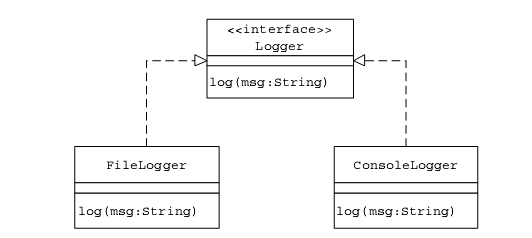 <<interface>>
Logger
log(msg:String)
FileLogger
log(msg:String)
ConsoleLogger
log(msg:String)